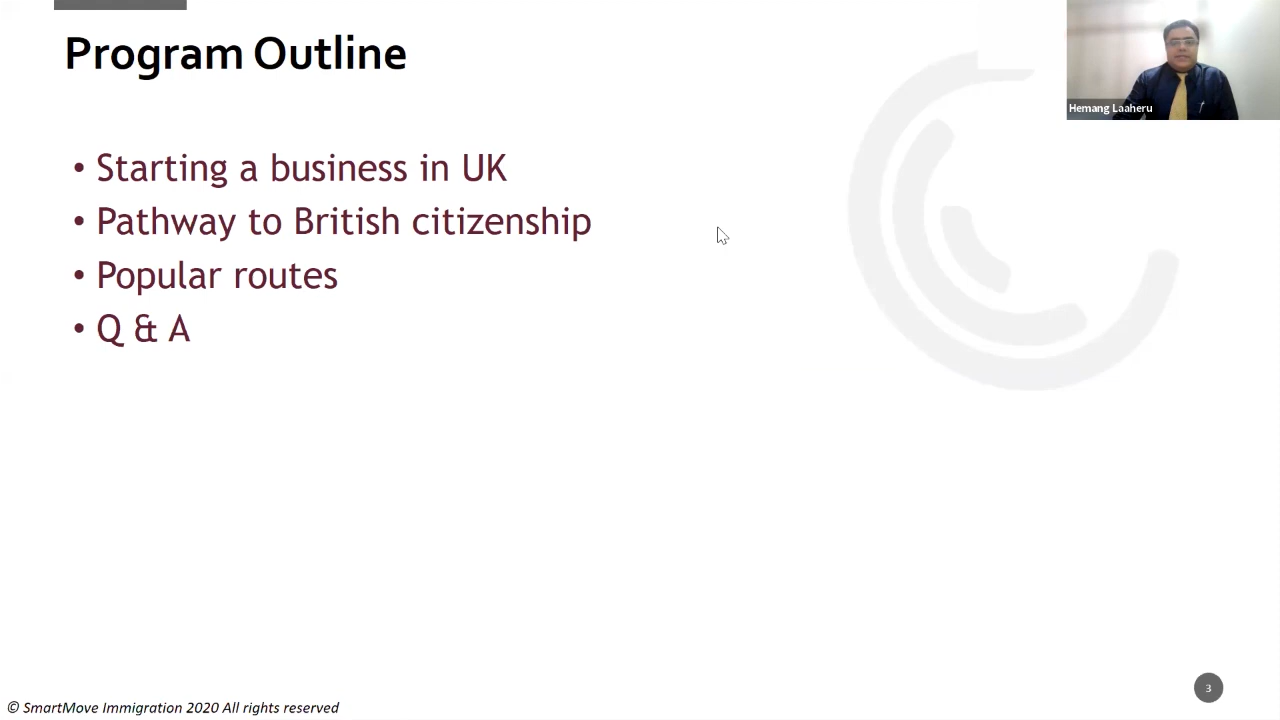 Program Outline
Hemang Laaheru
• Starting a business in UK
• Pathway to British citizenship
• Popular routes
• Q & A
3
© SmartMove Immigration 2020 All rights reserved